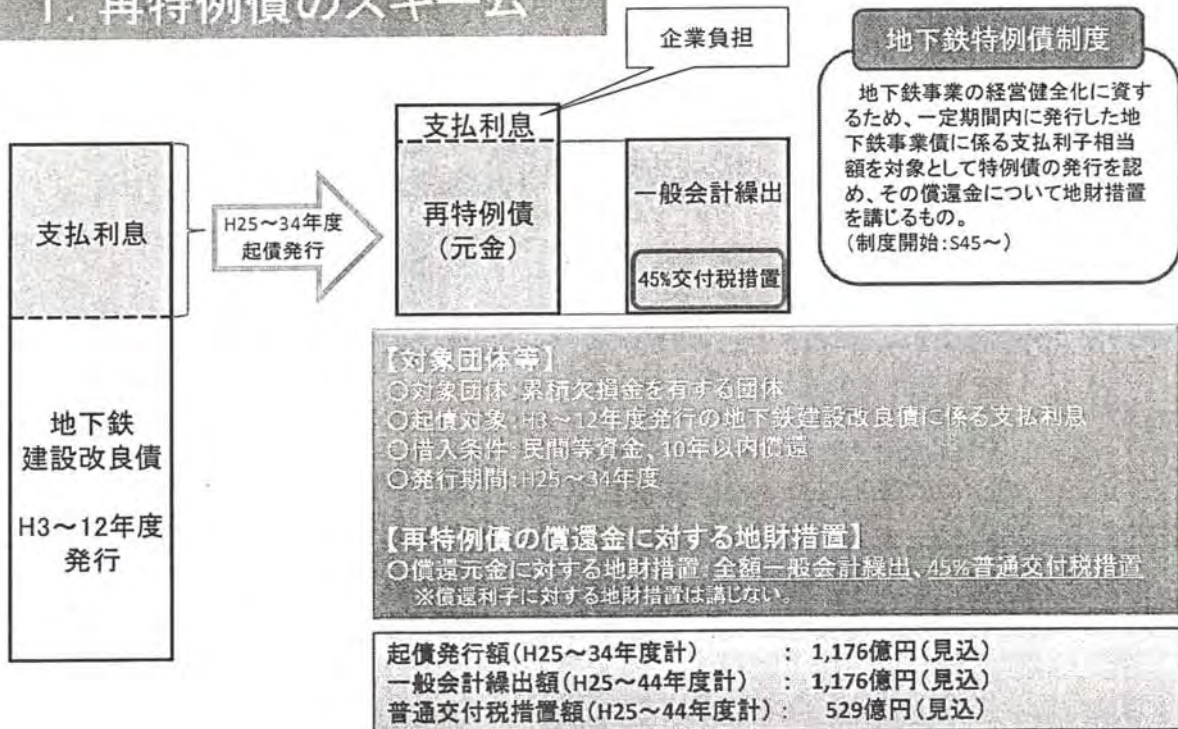 1. 再特例債のスキーム
企業負担
地下鉄特例債制度
地下鉄事業の経営健全化に資す
るため、一定期間内に発行した地
下鉄事業債に係る支払利子相当
額を対象として特例債の発行を認
め、その償還金について地財措置
を講じるもの。
(制度開始:S45~)
支払利息
H25~34年度
起債発行
支払利息
再特例債
(元金)
一般会計繰出
45%交付税措置
地下鉄
建設改良債
H3~12年度
発行
【対象団体等】
○対象団体:累積欠損金を有する団体
○起債対象:H3~12年度発行の地下鉄建設改良債に係る支払利息
○借入条件:民間等資金、10年以内償還
○発行期間:H25~34年度
【再特例債の償還金に対する地財措置】
○償還元金に対する地財措置:全額一般会計繰出、45%普通交付税措置
※償還利子に対する地財措置は講じない。
起債発行額(H25~34年度計) : 1,176億円(見込)
一般会計繰出額(H25~44年度計) : 1,176億円(見込)
普通交付税措置額(H25~44年度計) : 529億円(見込)